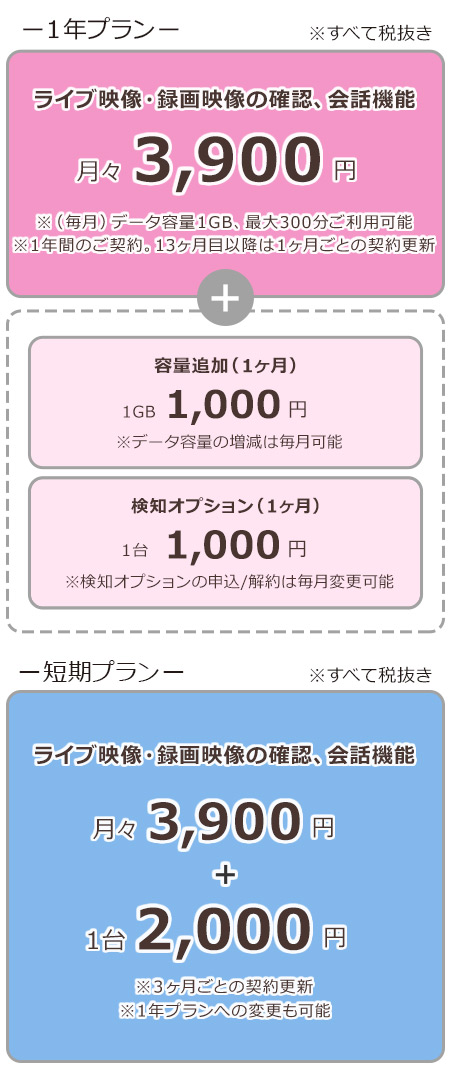 ー1年プランー
※すべて税抜き
ライブ映像・録画映像の確認、会話機能
月々 3,900 円
※（毎月）データ容量1GB、最大300分ご利用可能
※1年間のご契約。13ヶ月目以降は1ヶ月ごとの契約更新
+
容量追加（1ヶ月）
1GB 1,000 円
※データ容量の増減は毎月可能
検知オプション（1ヶ月）
1台 1,000 円
※検知オプションの申込/解約は毎月変更可能
ー短期プランー
※すべて税抜き
ライブ映像・録画映像の確認、会話機能
月々 3,900 円
+
1台 2,000 円
※3ヶ月ごとの契約更新
※1年プランへの変更も可能